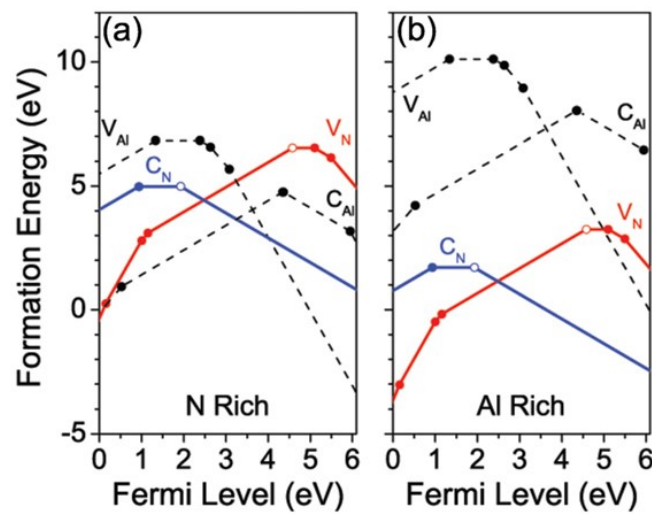 (a)
(b)
Formation Energy (eV)
10
5
0
-5
V_Al
C_N
V_N
C_Al
N Rich
V_Al
C_Al
C_N
V_N
Al Rich
0 1 2 3 4 5 6
0 1 2 3 4 5 6
Fermi Level (eV)
Fermi Level (eV)